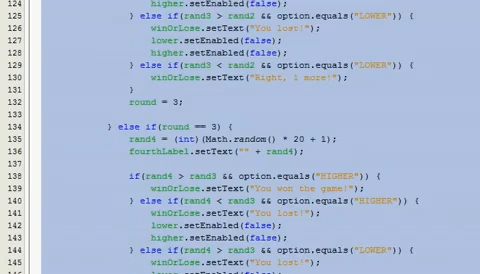 124 higher.setEnabled(false);
125 } else if(rand3 > rand2 && option.equals("LOWER")) {
126 winOrLose.setText("You lost!");
127 lower.setEnabled(false);
128 higher.setEnabled(false);
129 } else if(rand3 < rand2 && option.equals("LOWER")) {
130 winOrLose.setText("Right, 1 more!");
131 }
132 round = 3;
133
134 } else if(round == 3) {
135 rand4 = (int)(Math.random() * 20 + 1);
136 fourthLabel.setText("" + rand4);
137
138 if(rand4 > rand3 && option.equals("HIGHER")) {
139 winOrLose.setText("You won the game!");
140 } else if(rand4 < rand3 && option.equals("HIGHER")) {
141 winOrLose.setText("You lost!");
142 lower.setEnabled(false);
143 higher.setEnabled(false);
144 } else if(rand4 > rand3 && option.equals("LOWER")) {
145 winOrLose.setText("You lost!");